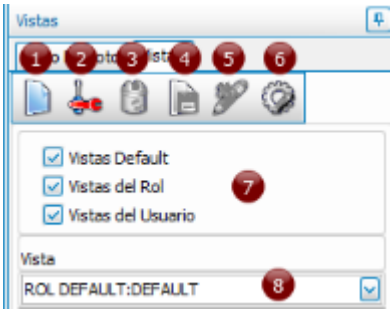 Vistas
1 2 3 4 5 6
Vistas Default
Vistas del Rol
7
Vistas del Usuario
Vista
ROL DEFAULT:DEFAULT
8